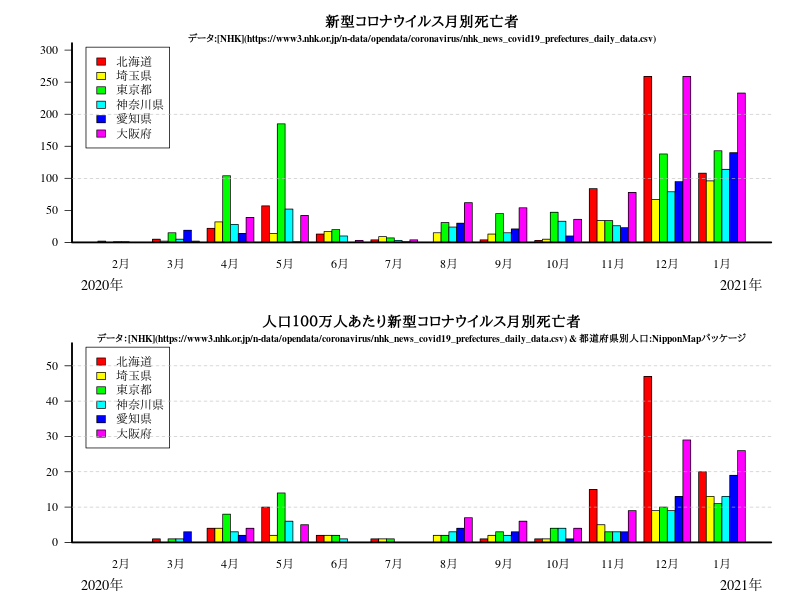 新型コロナウイルス月別死亡者
データ:[NHK](https://www3.nhk.or.jp/n-data/opendata/coronavirus/nhk_news_covid19_prefectures_daily_data.csv)
300
250
200
150
100
50
0
北海道
埼玉県
東京都
神奈川県
愛知県
大阪府
2月 3月 4月 5月 6月 7月 8月 9月 10月 11月 12月 1月
2020年 2021年
人口100万人あたり新型コロナウイルス月別死亡者
データ:[NHK](https://www3.nhk.or.jp/n-data/opendata/coronavirus/nhk_news_covid19_prefectures_daily_data.csv) & 都道府県別人口:NipponMapパッケージ
50
40
30
20
10
0
北海道
埼玉県
東京都
神奈川県
愛知県
大阪府
2月 3月 4月 5月 6月 7月 8月 9月 10月 11月 12月 1月
2020年 2021年